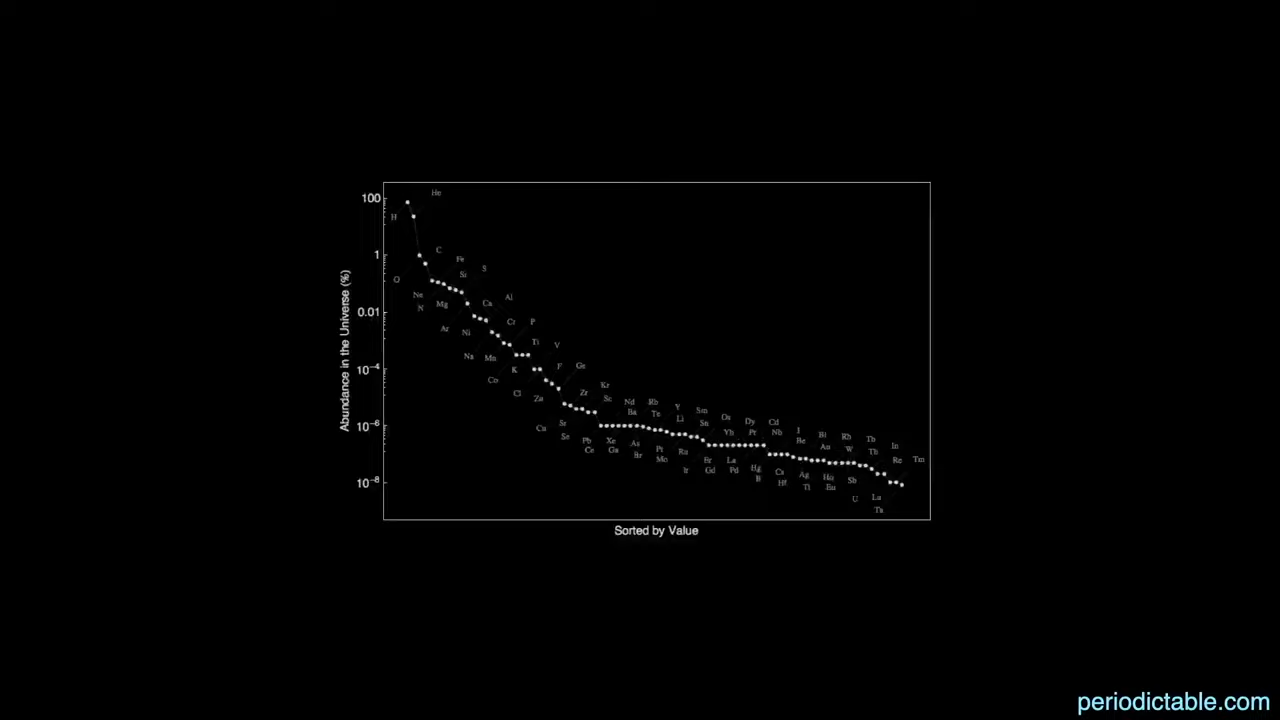 100
1
0.01
10⁻⁴
10⁻⁶
10⁻⁸
Abundance in the Universe (%)
Sorted by Value
H
He
O
C
Fe
Si
S
N
Mg
Ar
Ni
Ca
Al
Cr
P
Na
Mn
Co
Ti
V
K
F
Ge
Cl
Zn
Kr
Sc
Zr
Cu
Sr
Se
Pb
Ce
Xe
Ga
Nd
Ba
Rb
Te
As
Br
Pt
Mo
Y
Li
Ru
Ir
Sm
Sn
Er
Gd
Os
Yb
La
Pd
Dy
Pr
Hg
B
Cd
Nb
Cs
Hf
I
Be
Ag
Tl
Bi
Au
Ho
Eu
Rh
W
Sb
U
Th
Tb
Lu
Ta
In
Re
Tm
periodictable.com